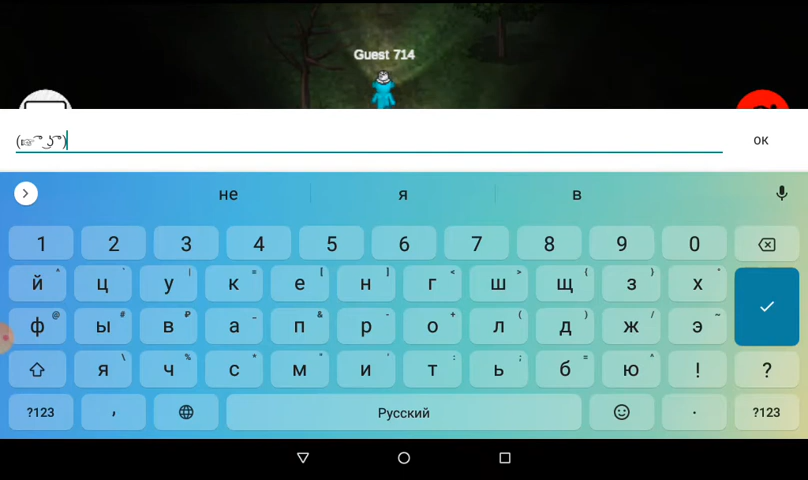 Guest 714
(☞ ͡° ͜ʖ ͡°)
ОК
не я в
1 2 3 4 5 6 7 8 9 0
й ^ ц ' у | к = е [ н ] г < ш > щ { з } х "
ф @ ы # в ₽ а _ п & р - о + л ( д ) ж / э ~
я \ ч % с * м " и ' т : ь ; б = ю ^ ! ?
?123 , Русский . ?123